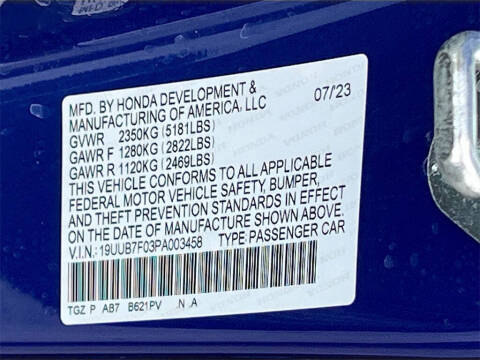 MFD. BY HONDA DEVELOPMENT & 07/23
MANUFACTURING OF AMERICA, LLC
GVWR 2350KG (5181LBS)
GAWR F 1280KG (2822LBS)
GAWR R 1120KG (2469LBS)
THIS VEHICLE CONFORMS TO ALL APPLICABLE
FEDERAL MOTOR VEHICLE SAFETY, BUMPER,
AND THEFT PREVENTION STANDARDS IN EFFECT
ON THE DATE OF MANUFACTURE SHOWN ABOVE.
V.I.N.:19UUB7F03PA003458 TYPE:PASSENGER CAR
TGZ P AB7 B621PV .N .A